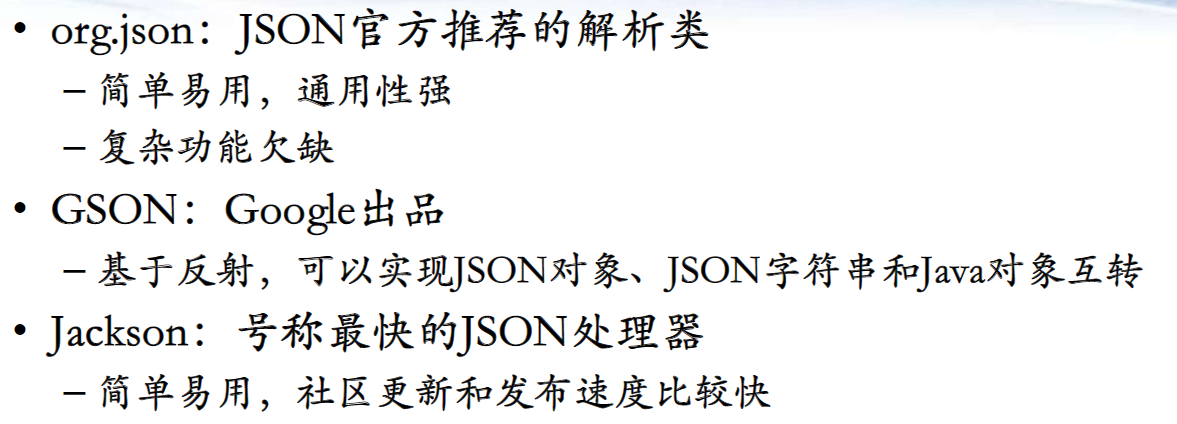 • org.json：JSON官方推荐的解析类
– 简单易用，通用性强
– 复杂功能欠缺
• GSON：Google出品
– 基于反射，可以实现JSON对象、JSON字符串和Java对象互转
• Jackson：号称最快的JSON处理器
– 简单易用，社区更新和发布速度比较快